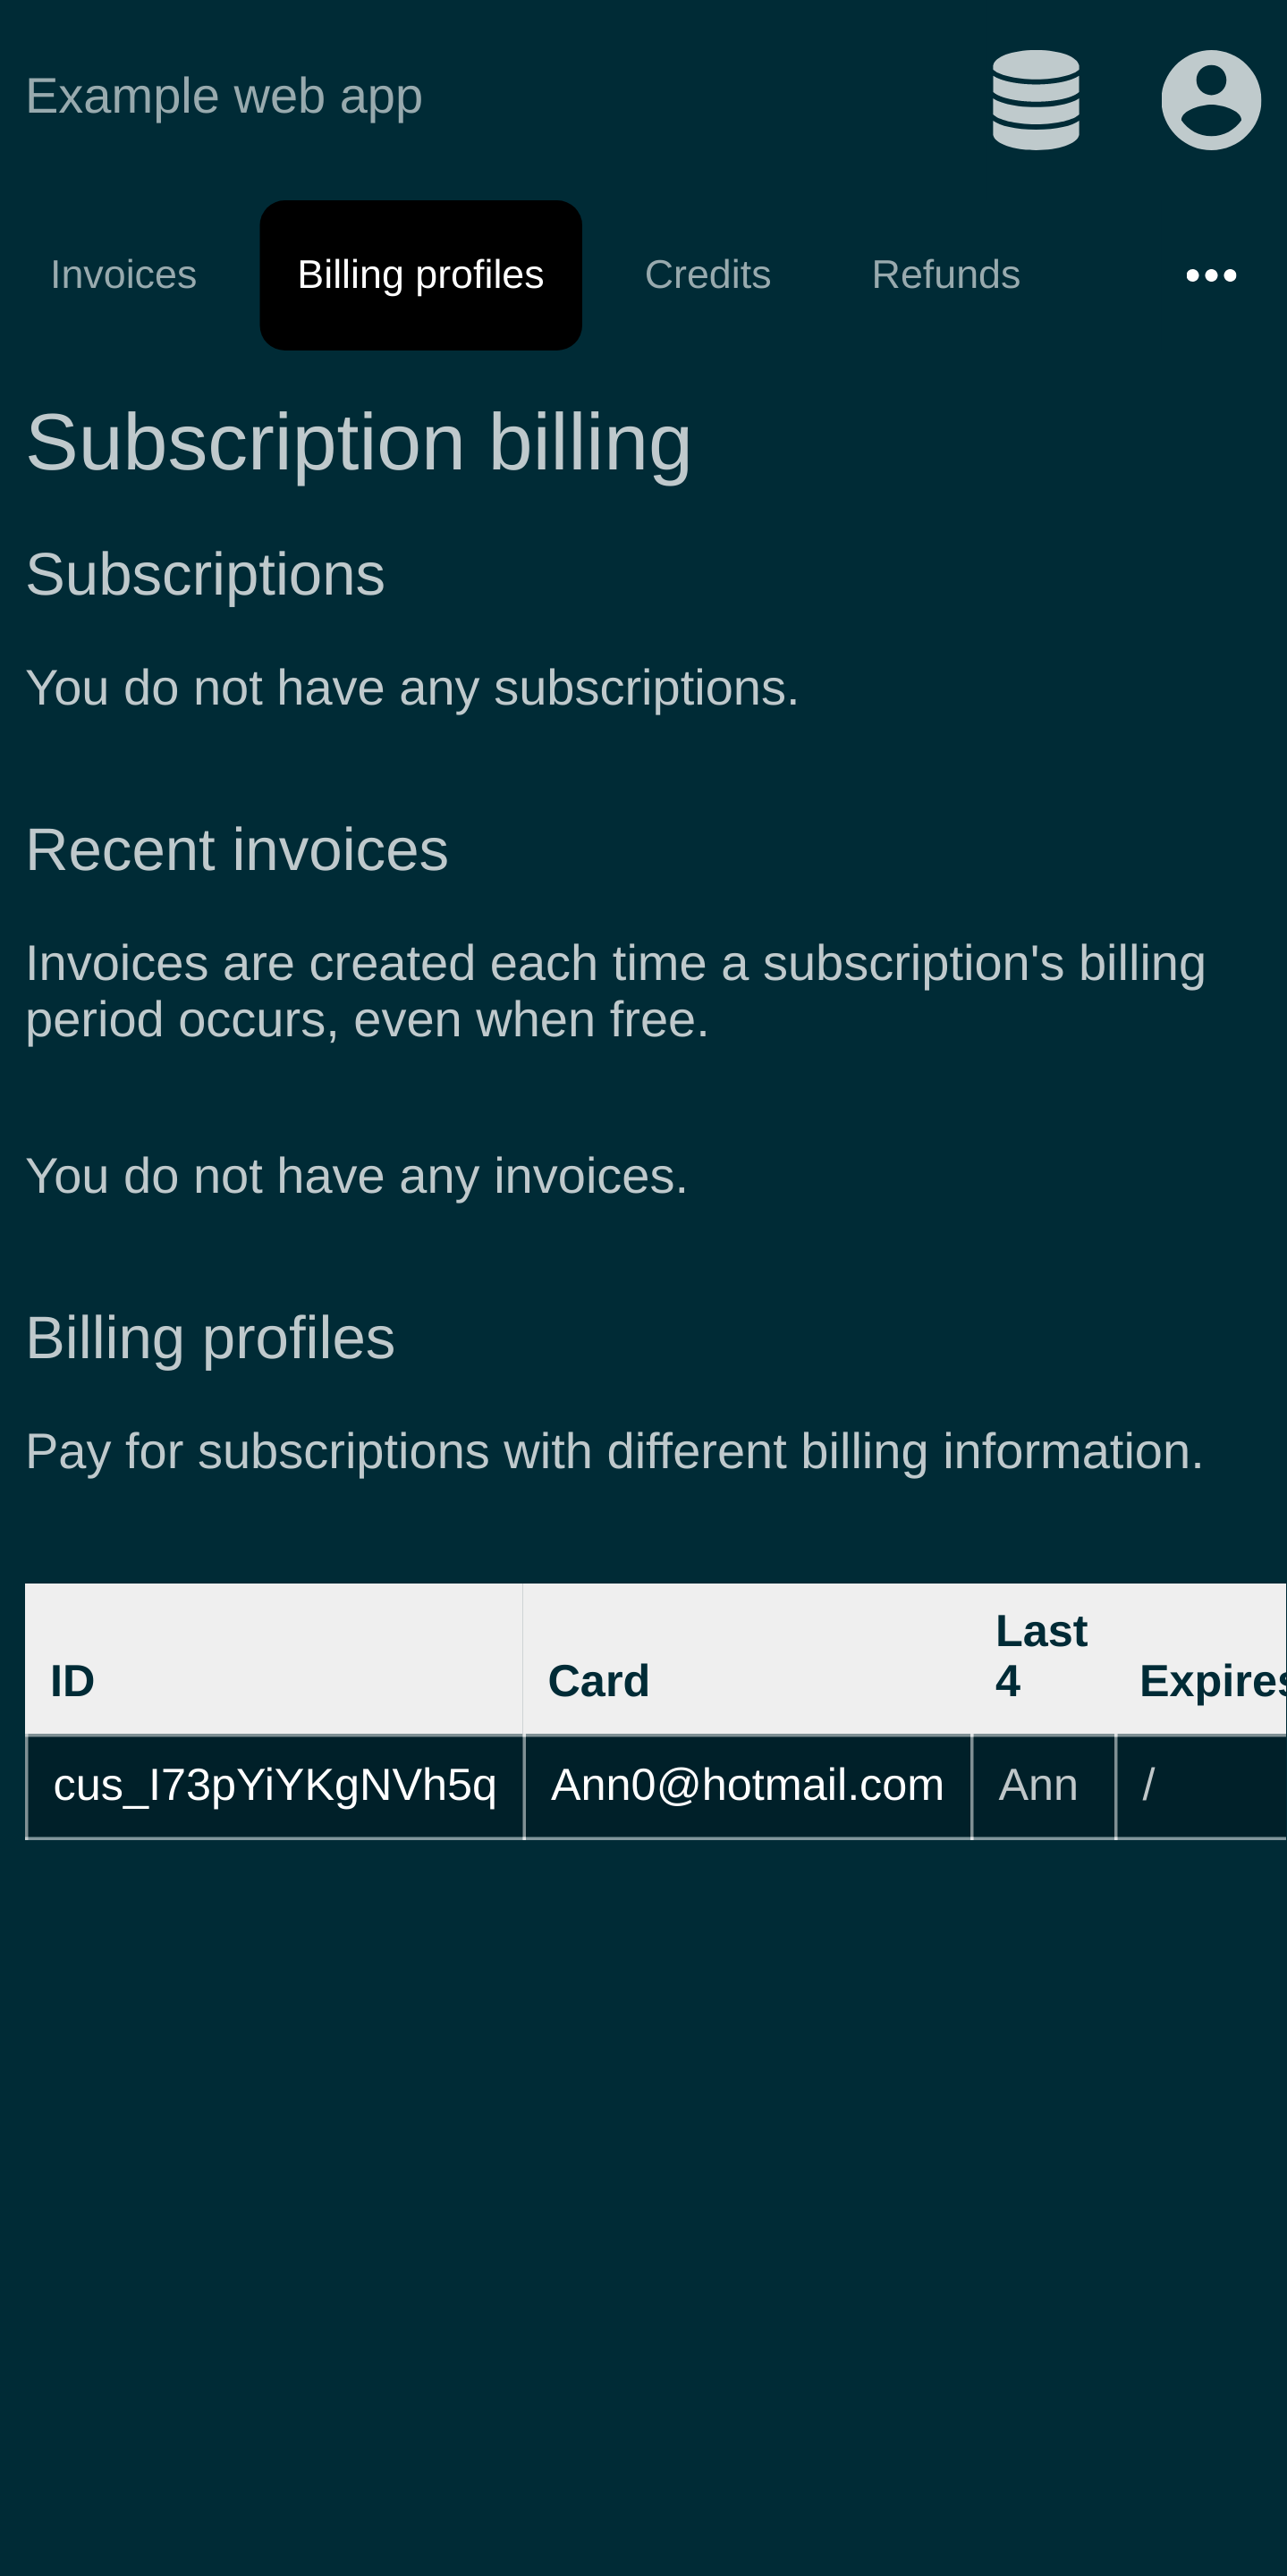 Example web app
Invoices Billing profiles Credits Refunds
Subscription billing
Subscriptions
You do not have any subscriptions.
Recent invoices
Invoices are created each time a subscription's billing
period occurs, even when free.
You do not have any invoices.
Billing profiles
Pay for subscriptions with different billing information.
ID Card Last 4 Expires
cus_I73pYiYKgNVh5q Ann0@hotmail.com Ann /